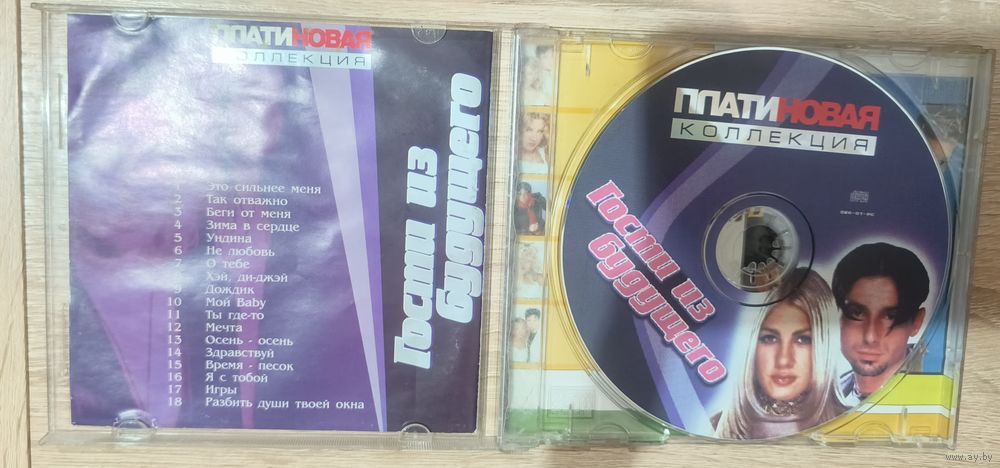 ПЛАТИНОВАЯ
КОЛЛЕКЦИЯ
Гости из
будущего
1 Это сильнее меня
2 Так отважно
3 Беги от меня
4 Зима в сердце
5 Ундина
6 Не любовь
7 О тебе
Хэй, ди-джэй
9 Дождик
10 Мой Baby
11 Ты где-то
12 Мечта
13 Осень - осень
14 Здравствуй
15 Время - песок
16 Я с тобой
17 Игры
18 Разбить души твоей окна
ПЛАТИНОВАЯ
КОЛЛЕКЦИЯ
Гости из
будущего
www.ay.by